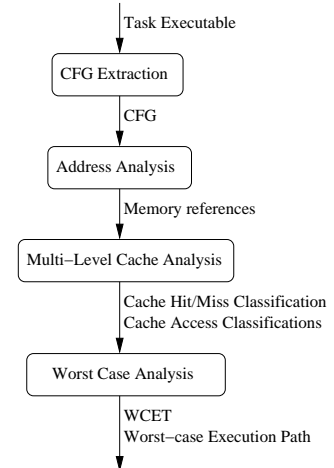 Task Executable
CFG Extraction
CFG
Address Analysis
Memory references
Multi−Level Cache Analysis
Cache Hit/Miss Classification
Cache Access Classifications
Worst Case Analysis
WCET
Worst−case Execution Path